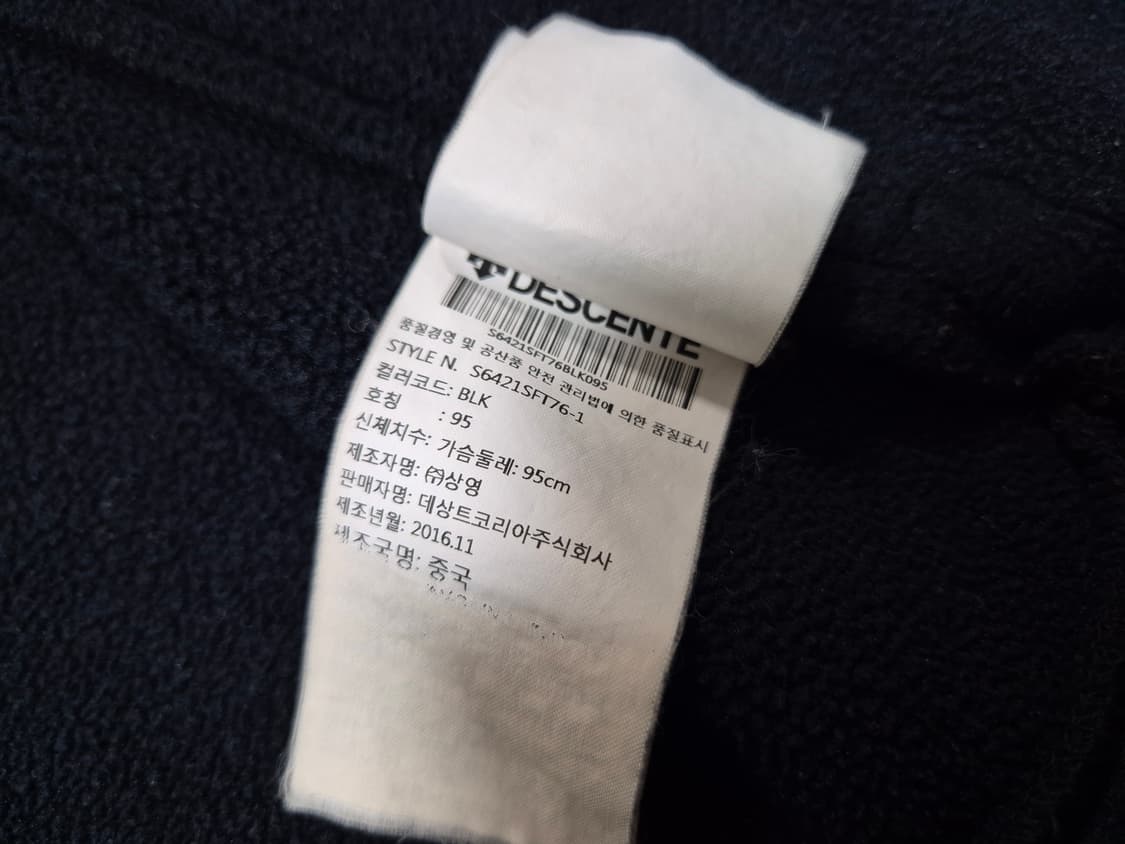 DESCENTE
S6421SFT76BLK095
품질경영 및 공산품 안전 관리법에 의한 품질표시
STYLE N. S6421SFT76-1
컬러코드: BLK
호칭 : 95
신체치수: 가슴둘레: 95cm
제조자명: ㈜상영
판매자명: 데상트코리아주식회사
제조년월: 2016.11
제조국명: 중국